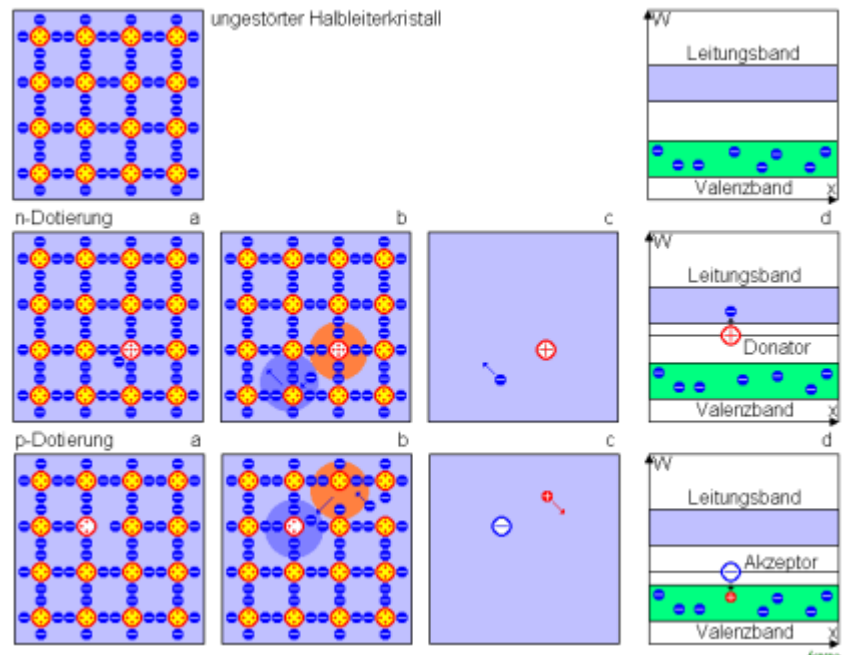 ungestörter Halbleiterkristall
W
Leitungsband
Valenzband
x
n-Dotierung
a
b
c
d
W
Leitungsband
Donator
Valenzband
x
p-Dotierung
a
b
c
d
W
Leitungsband
Akzeptor
Valenzband
x